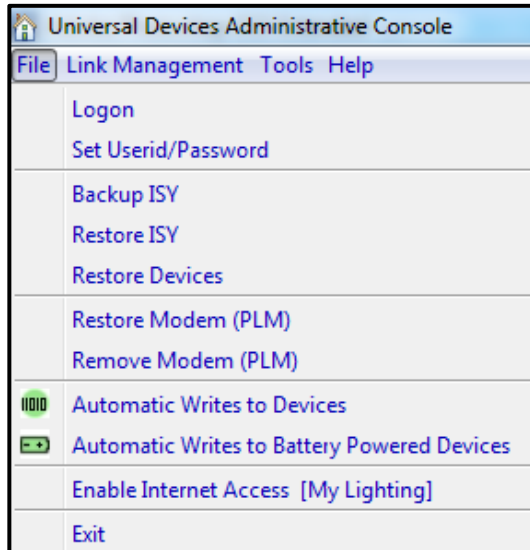 Universal Devices Administrative Console
File Link Management Tools Help
Logon
Set Userid/Password
Backup ISY
Restore ISY
Restore Devices
Restore Modem (PLM)
Remove Modem (PLM)
Automatic Writes to Devices
Automatic Writes to Battery Powered Devices
Enable Internet Access [My Lighting]
Exit